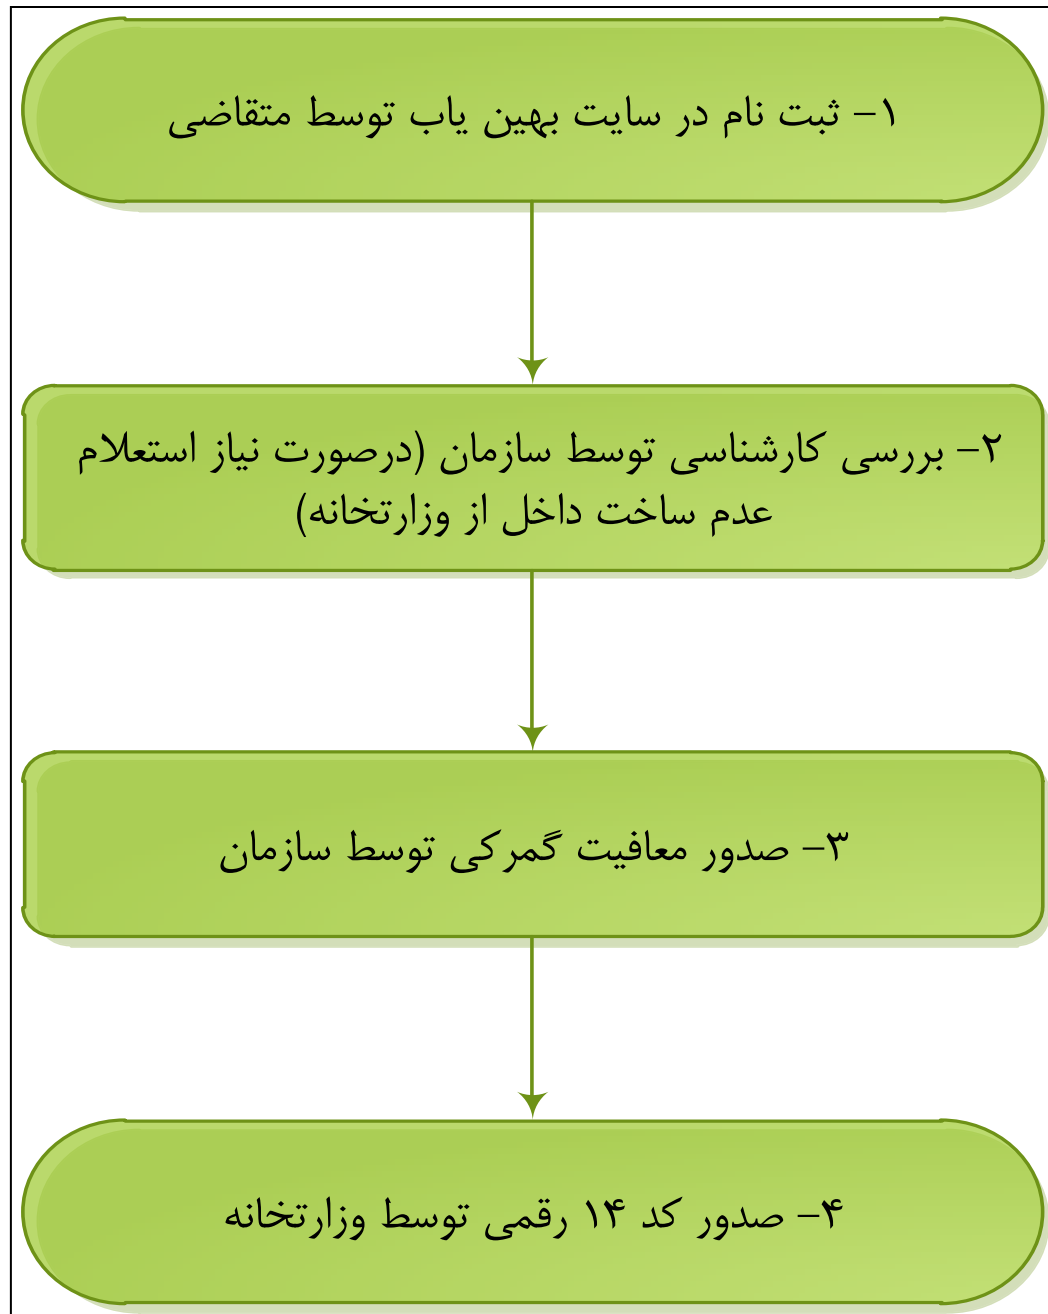 ۱- ثبت نام در سایت بهین یاب توسط متقاضی
۲- بررسی کارشناسی توسط سازمان (درصورت نیاز استعلام
عدم ساخت داخل از وزارتخانه)
۳- صدور معافیت گمرکی توسط سازمان
۴- صدور کد ۱۴ رقمی توسط وزارتخانه